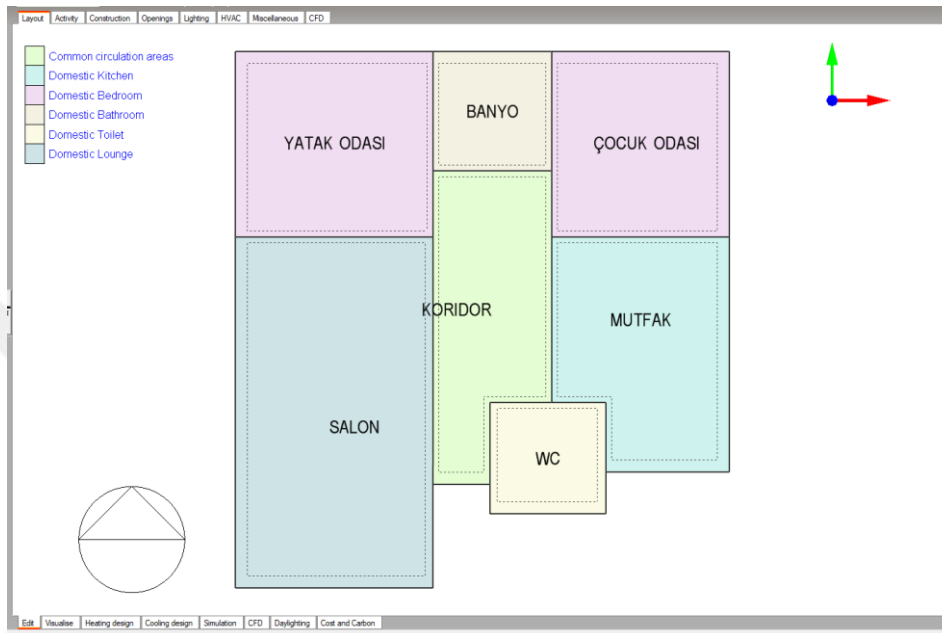 Layout Activity Construction Openings Lighting HVAC Miscellaneous CFD
Common circulation areas
Domestic Kitchen
Domestic Bedroom
Domestic Bathroom
Domestic Toilet
Domestic Lounge
BANYO
YATAK ODASI
ÇOCUK ODASI
KORIDOR
MUTFAK
SALON
WC
Edit Visualise Heating design Cooling design Simulation CFD Daylighting Cost and Carbon